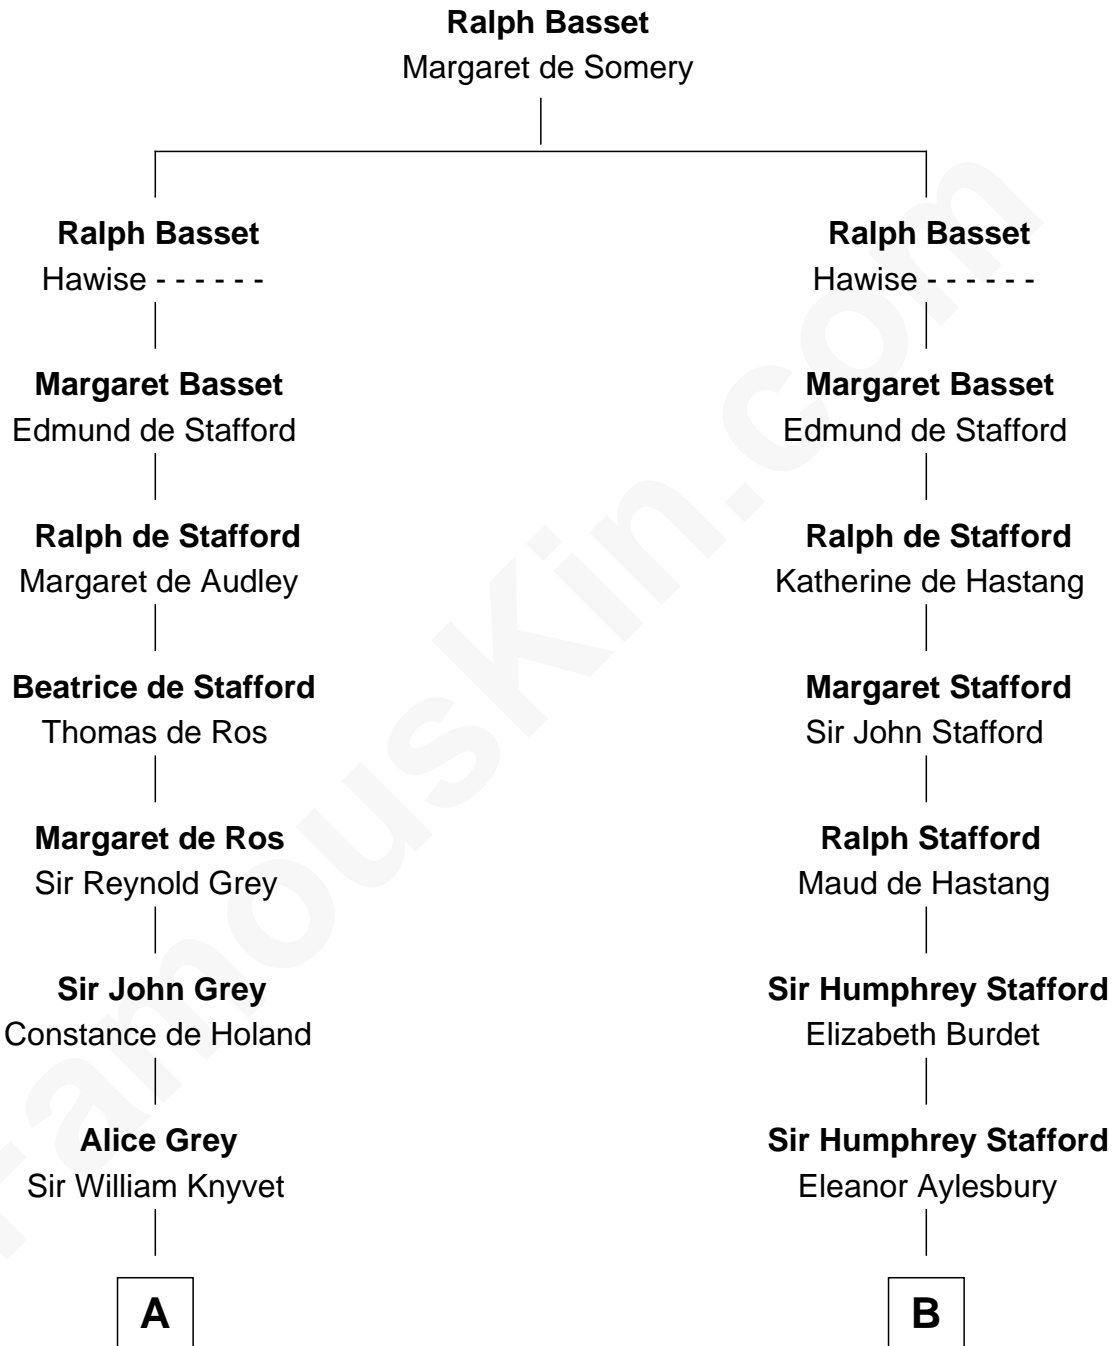 Ralph Basset
Margaret de Somery
Ralph Basset
Hawise - - - - - -
Margaret Basset
Edmund de Stafford
Ralph de Stafford
Margaret de Audley
Beatrice de Stafford
Thomas de Ros
Margaret de Ros
Sir Reynold Grey
Sir John Grey
Constance de Holand
Alice Grey
Sir William Knyvet
A
Ralph Basset
Hawise - - - - - -
Margaret Basset
Edmund de Stafford
Ralph de Stafford
Katherine de Hastang
Margaret Stafford
Sir John Stafford
Ralph Stafford
Maud de Hastang
Sir Humphrey Stafford
Elizabeth Burdet
Sir Humphrey Stafford
Eleanor Aylesbury
B
FamousKin.com